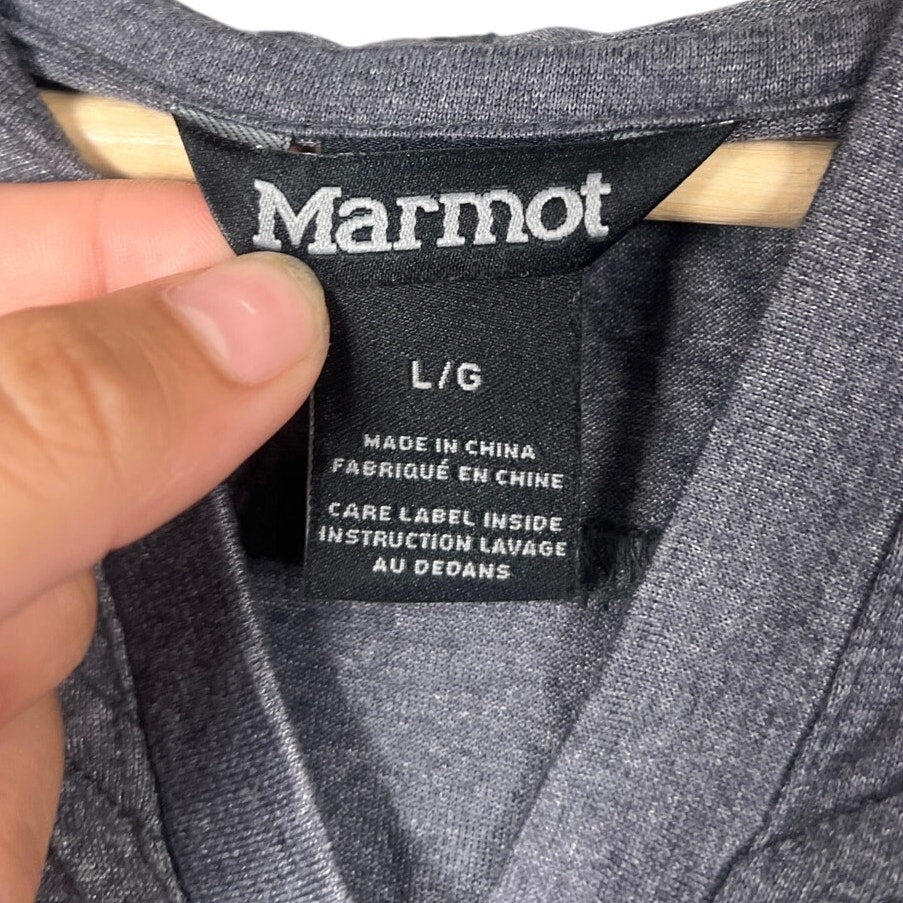 Marmot
L/G
MADE IN CHINA
FABRIQUÉ EN CHINE
CARE LABEL INSIDE
INSTRUCTION LAVAGE
AU DEDANS